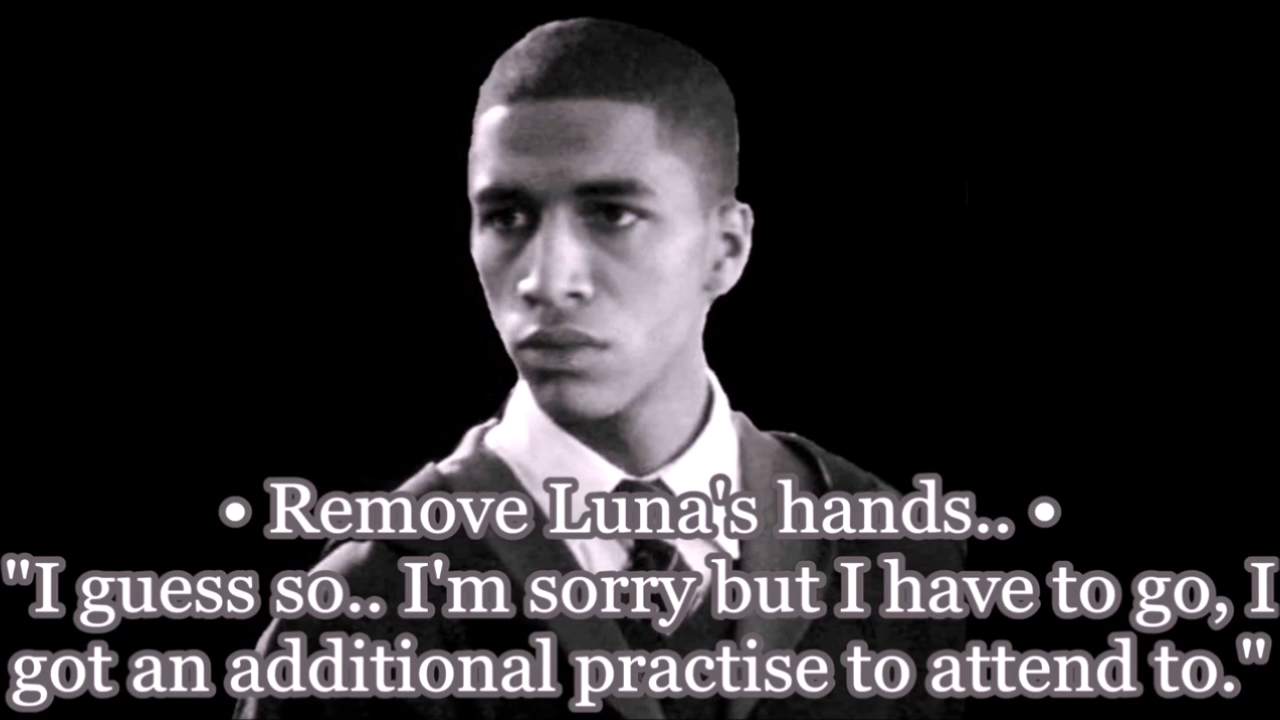 • Remove Luna's hands.. •
"I guess so.. I'm sorry but I have to go, I
got an additional practise to attend to."